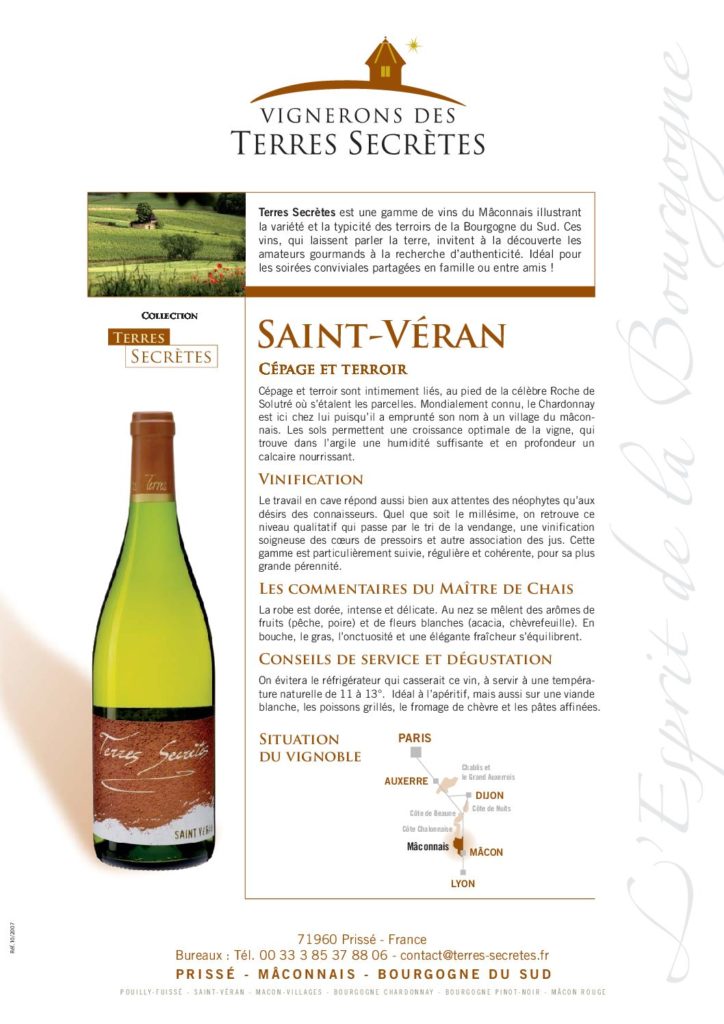 VIGNERONS DES
TERRES SECRÈTES
Terres Secrètes est une gamme de vins du Mâconnais illustrant
la variété et la typicité des terroirs de la Bourgogne du Sud. Ces
vins, qui laissent parler la terre, invitent à la découverte les
amateurs gourmands à la recherche d'authenticité. Idéal pour
les soirées conviviales partagées en famille ou entre amis !
COLLECTION
TERRES
SECRÈTES
SAINT-VÉRAN
CÉPAGE ET TERROIR
Cépage et terroir sont intimement liés, au pied de la célèbre Roche de
Solutré où s'étalent les parcelles. Mondialement connu, le Chardonnay
est ici chez lui puisqu'il a emprunté son nom à un village du mâcon-
nais. Les sols permettent une croissance optimale de la vigne, qui
trouve dans l'argile une humidité suffisante et en profondeur un
calcaire nourrissant.
VINIFICATION
Le travail en cave répond aussi bien aux attentes des néophytes qu'aux
désirs des connaisseurs. Quel que soit le millésime, on retrouve ce
niveau qualitatif qui passe par le tri de la vendange, une vinification
soigneuse des cœurs de pressoirs et autre association des jus. Cette
gamme est particulièrement suivie, régulière et cohérente, pour sa plus
grande pérennité.
LES COMMENTAIRES DU MAÎTRE DE CHAIS
La robe est dorée, intense et délicate. Au nez se mêlent des arômes de
fruits (pêche, poire) et de fleurs blanches (acacia, chèvrefeuille). En
bouche, le gras, l'onctuosité et une élégante fraîcheur s'équilibrent.
CONSEILS DE SERVICE ET DÉGUSTATION
On évitera le réfrigérateur qui casserait ce vin, à servir à une tempéra-
ture naturelle de 11 à 13°. Idéal à l'apéritif, mais aussi sur une viande
blanche, les poissons grillés, le fromage de chèvre et les pâtes affinées.
SITUATION
DU VIGNOBLE
PARIS
Chablis et
le Grand Auxerrois
AUXERRE
DIJON
Côte de Nuits
Côte de Beaune
Côte Chalonnaise
Mâconnais
MÂCON
LYON
Terres
Terres Secrètes
SAINT VÉRAN
L'Esprit de la Bourgogne
Réf. 10/2007
71960 Prissé - France
Bureaux : Tél. 00 33 3 85 37 88 06 - contact@terres-secretes.fr
PRISSÉ - MÂCONNAIS - BOURGOGNE DU SUD
POUILLY-FUISSÉ - SAINT-VÉRAN - MACON-VILLAGES - BOURGOGNE CHARDONNAY - BOURGOGNE PINOT-NOIR - MÂCON ROUGE